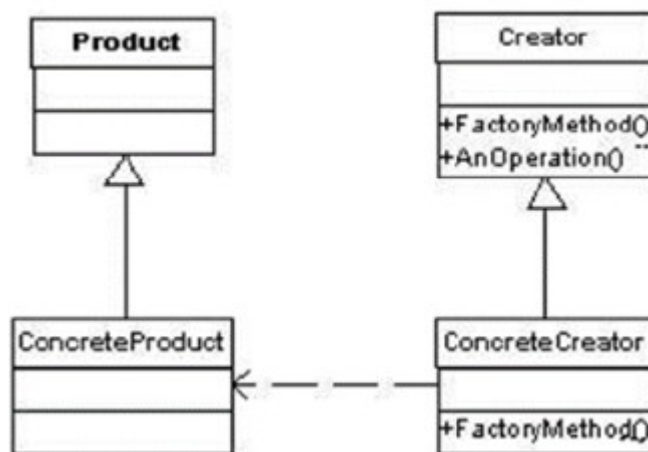 Product
Creator
+FactoryMethod()
+AnOperation()
ConcreteProduct
ConcreteCreator
+FactoryMethod()